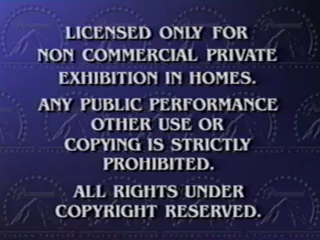 LICENSED ONLY FOR
NON COMMERCIAL PRIVATE
EXHIBITION IN HOMES.
ANY PUBLIC PERFORMANCE
OTHER USE OR
COPYING IS STRICTLY
PROHIBITED.
ALL RIGHTS UNDER
COPYRIGHT RESERVED.